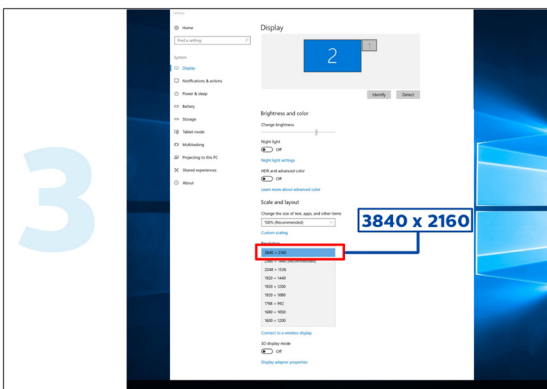 3
Home
Find a setting
System
Display
Notifications & actions
Power & sleep
Battery
Storage
Tablet mode
Multitasking
Projecting to this PC
Shared experiences
About
Display
2
1
Identify
Detect
Brightness and color
Change brightness
Night light
Off
Night light settings
HDR and advanced color
Off
Learn more about advanced color
Scale and layout
Change the size of text, apps, and other items
100% (Recommended)
Custom scaling
3840 x 2160
3840 × 2160
2048 × 1536
1920 × 1440
1920 × 1200
1920 × 1080
1680 × 1050
1600 × 1200
Connect to a wireless display
3D display mode
Off
Display adapter properties